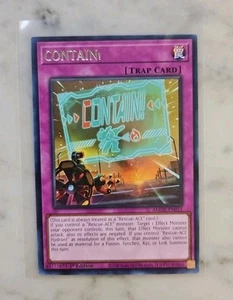 CONTAIN!
[TRAP CARD]
CONTAIN!
(This card is always treated as a "Rescue-ACE" card.)
If you control a "Rescue-ACE" monster: Target 1 Effect Monster
your opponent controls; this turn, that Effect Monster cannot
attack, also its effects are negated. If you control "Rescue-ACE
Hydrant" at resolution of this effect, that monster also cannot
be used as material for a Fusion, Synchro, Xyz, or Link Summon
this turn.
1st Edition